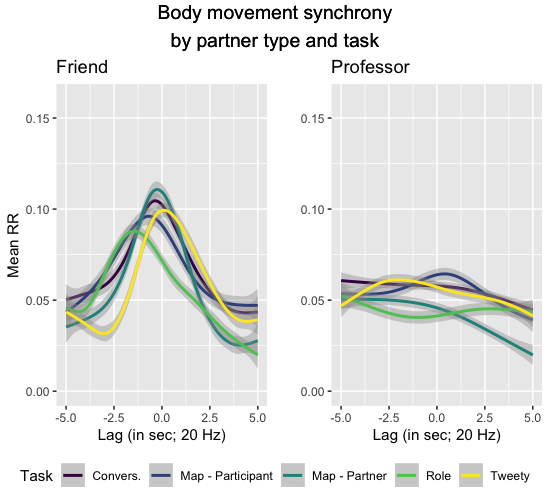 Body movement synchrony
by partner type and task
Friend
Professor
Mean RR
0.15
0.10
0.05
0.00
-5.0 -2.5 0.0 2.5 5.0
Lag (in sec; 20 Hz)
0.15
0.10
0.05
0.00
-5.0 -2.5 0.0 2.5 5.0
Lag (in sec; 20 Hz)
Task Convers. Map - Participant Map - Partner Role Tweety